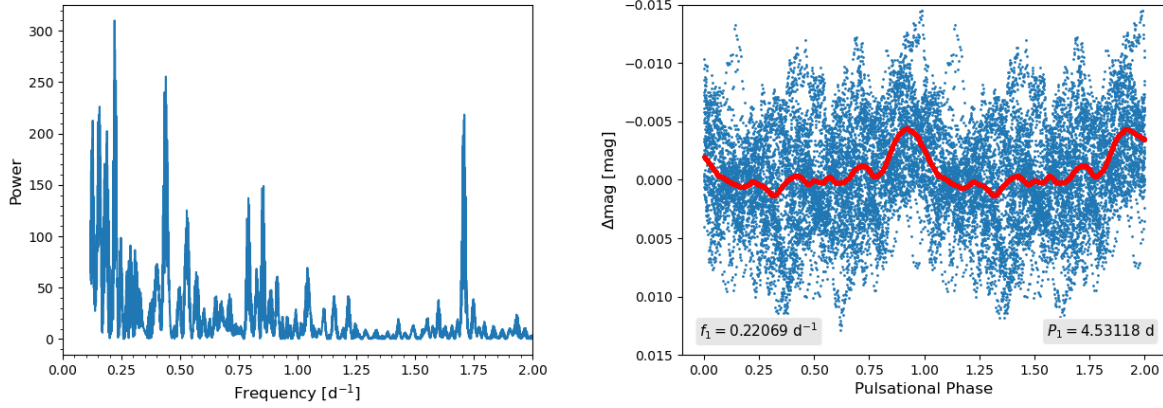 300
250
200
150
100
50
0
Power
0.00 0.25 0.50 0.75 1.00 1.25 1.50 1.75 2.00
Frequency [d⁻¹]
−0.015
−0.010
−0.005
0.000
0.005
0.010
0.015
Δmag [mag]
f₁ = 0.22069 d⁻¹
P₁ = 4.53118 d
0.00 0.25 0.50 0.75 1.00 1.25 1.50 1.75 2.00
Pulsational Phase